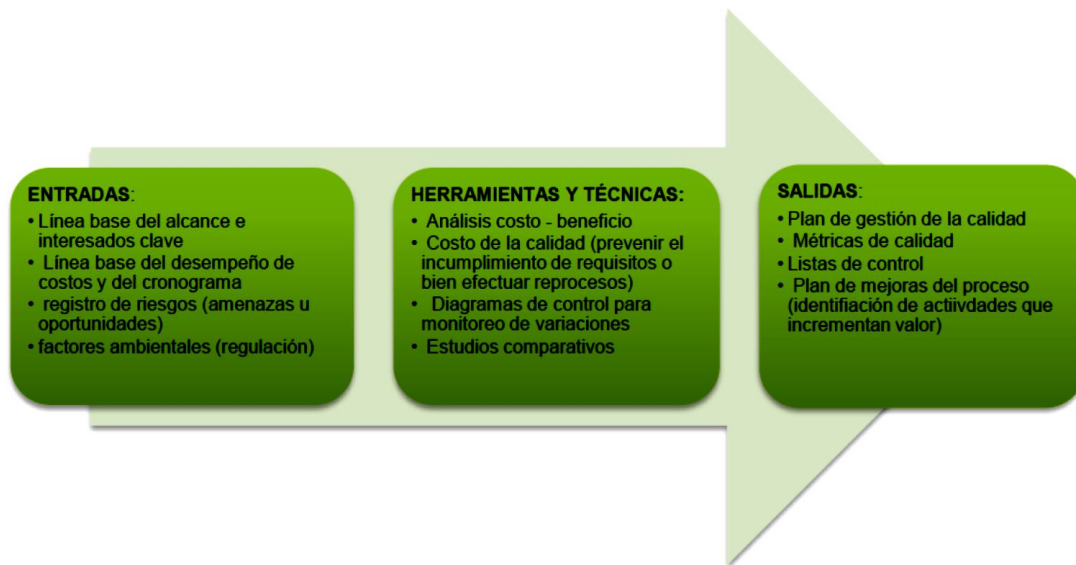 ENTRADAS:
• Línea base del alcance e
interesados clave
• Línea base del desempeño de
costos y del cronograma
• registro de riesgos (amenazas u
oportunidades)
• factores ambientales (regulación)
HERRAMIENTAS Y TÉCNICAS:
• Análisis costo - beneficio
• Costo de la calidad (prevenir el
incumplimiento de requisitos o
bien efectuar reprocesos)
• Diagramas de control para
monitoreo de variaciones
• Estudios comparativos
SALIDAS:
• Plan de gestión de la calidad
• Métricas de calidad
• Listas de control
• Plan de mejoras del proceso
(identifiación de actiivdades que
incrementan valor)